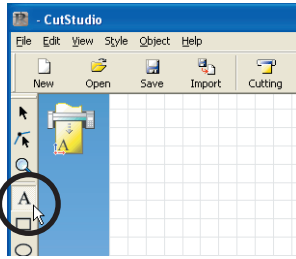 - CutStudio
File Edit View Style Object Help
New Open Save Import Cutting
A
A